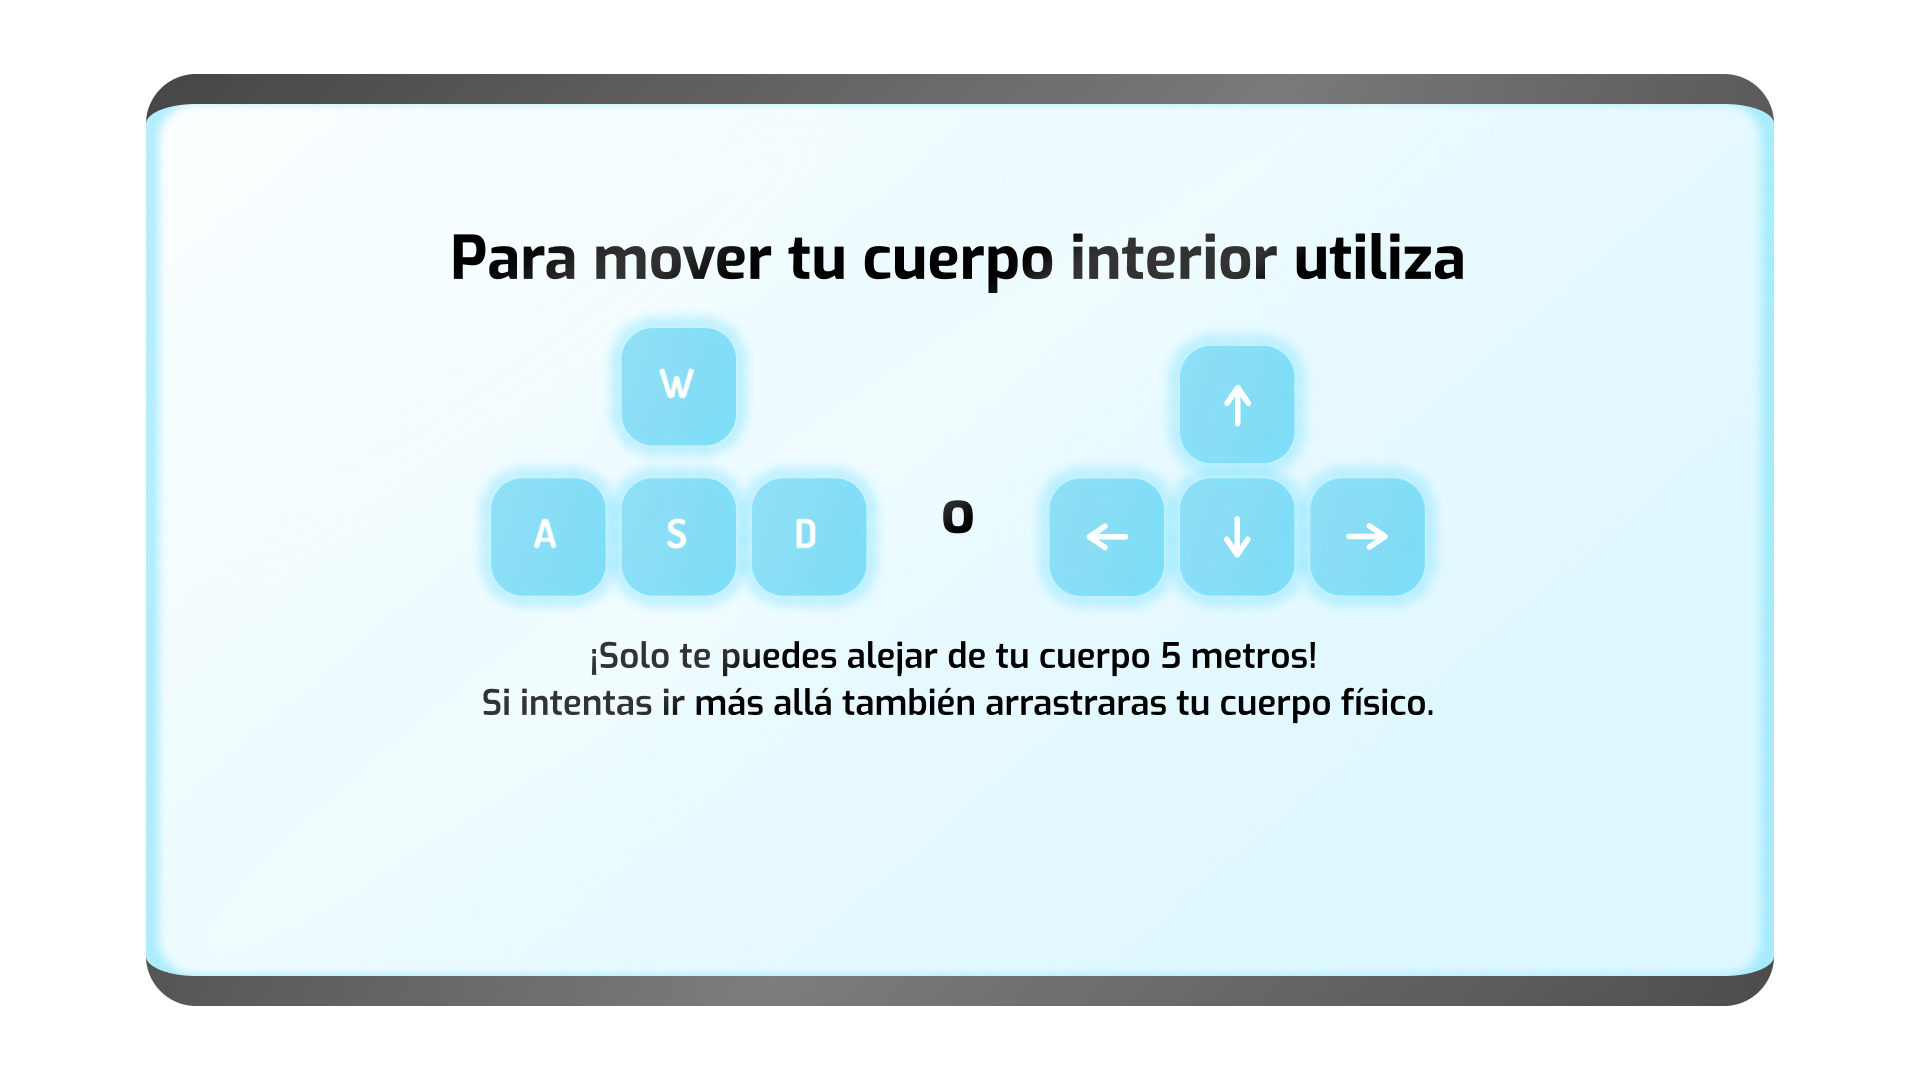 Para mover tu cuerpo interior utiliza
W
↑
A S D o ← ↓ →
¡Solo te puedes alejar de tu cuerpo 5 metros!
Si intentas ir más allá también arrastraras tu cuerpo físico.